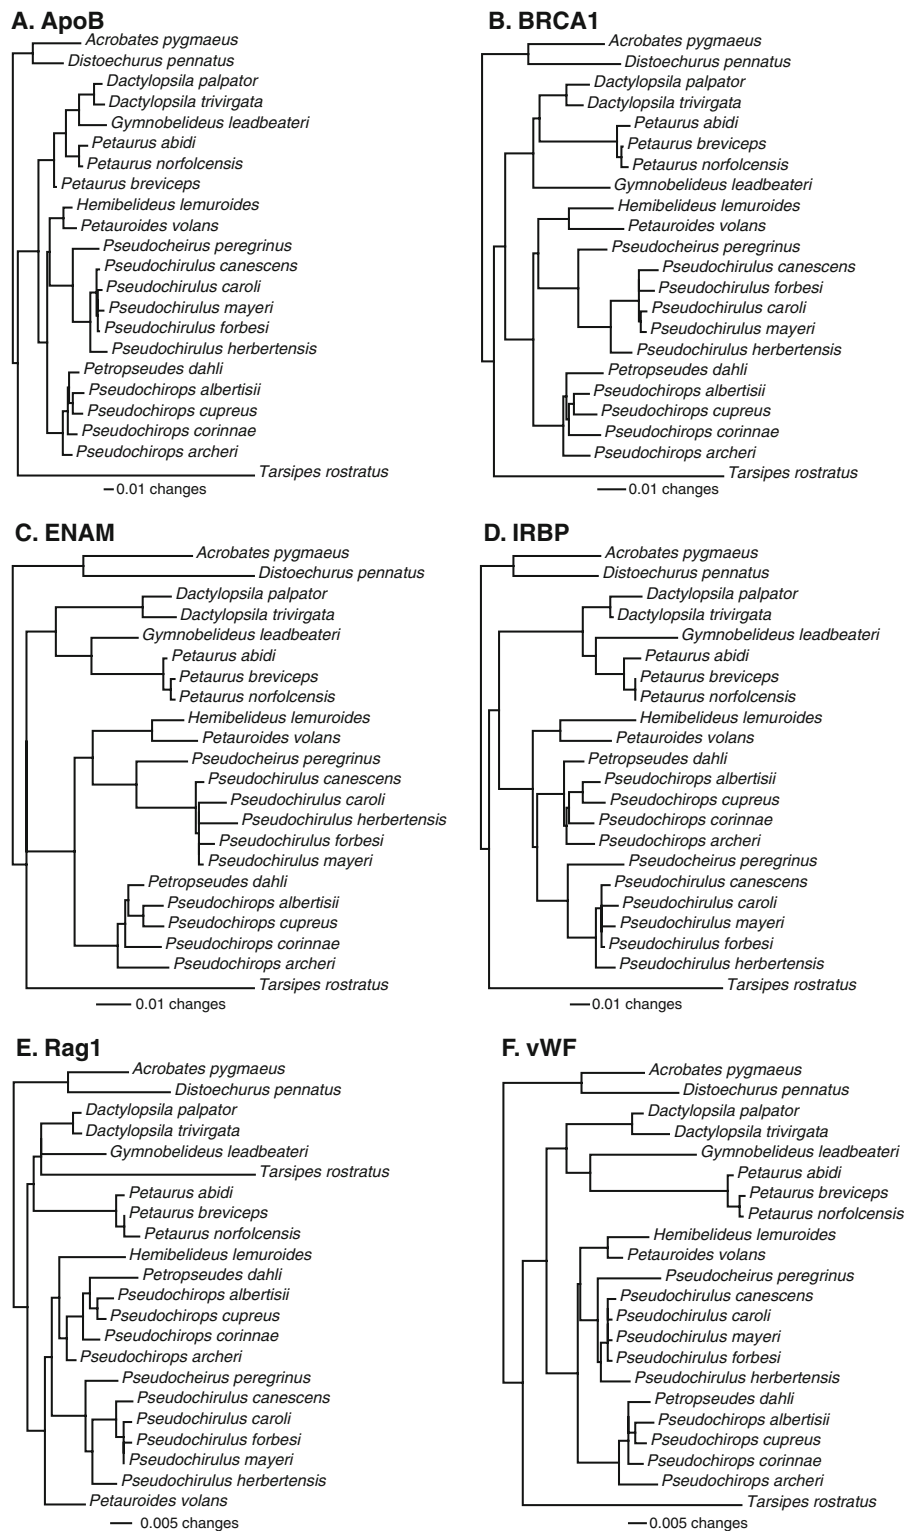 A. ApoB
Acrobates pygmaeus
Distoechurus pennatus
Dactylopsila palpator
Dactylopsila trivirgata
Gymnobelideus leadbeateri
Petaurus abidi
Petaurus norfolcensis
Petaurus breviceps
Hemibelideus lemuroides
Petauroides volans
Pseudocheirus peregrinus
Pseudochirulus canescens
Pseudochirulus caroli
Pseudochirulus mayeri
Pseudochirulus forbesi
Pseudochirulus herbertensis
Petropseudes dahli
Pseudochirops albertisii
Pseudochirops cupreus
Pseudochirops corinnae
Pseudochirops archeri
Tarsipes rostratus
0.01 changes
B. BRCA1
Acrobates pygmaeus
Distoechurus pennatus
Dactylopsila palpator
Dactylopsila trivirgata
Petaurus abidi
Petaurus breviceps
Petaurus norfolcensis
Gymnobelideus leadbeateri
Hemibelideus lemuroides
Petauroides volans
Pseudocheirus peregrinus
Pseudochirulus canescens
Pseudochirulus forbesi
Pseudochirulus caroli
Pseudochirulus mayeri
Pseudochirulus herbertensis
Petropseudes dahli
Pseudochirops albertisii
Pseudochirops cupreus
Pseudochirops corinnae
Pseudochirops archeri
Tarsipes rostratus
0.01 changes
C. ENAM
Acrobates pygmaeus
Distoechurus pennatus
Dactylopsila palpator
Dactylopsila trivirgata
Gymnobelideus leadbeateri
Petaurus abidi
Petaurus breviceps
Petaurus norfolcensis
Hemibelideus lemuroides
Petauroides volans
Pseudocheirus peregrinus
Pseudochirulus canescens
Pseudochirulus caroli
Pseudochirulus herbertensis
Pseudochirulus forbesi
Pseudochirulus mayeri
Petropseudes dahli
Pseudochirops albertisii
Pseudochirops cupreus
Pseudochirops corinnae
Pseudochirops archeri
Tarsipes rostratus
0.01 changes
D. IRBP
Acrobates pygmaeus
Distoechurus pennatus
Dactylopsila palpator
Dactylopsila trivirgata
Gymnobelideus leadbeateri
Petaurus abidi
Petaurus breviceps
Petaurus norfolcensis
Hemibelideus lemuroides
Petauroides volans
Petropseudes dahli
Pseudochirops albertisii
Pseudochirops cupreus
Pseudochirops corinnae
Pseudochirops archeri
Pseudocheirus peregrinus
Pseudochirulus canescens
Pseudochirulus caroli
Pseudochirulus mayeri
Pseudochirulus forbesi
Pseudochirulus herbertensis
Tarsipes rostratus
0.01 changes
E. Rag1
Acrobates pygmaeus
Distoechurus pennatus
Dactylopsila palpator
Dactylopsila trivirgata
Gymnobelideus leadbeateri
Tarsipes rostratus
Petaurus abidi
Petaurus breviceps
Petaurus norfolcensis
Hemibelideus lemuroides
Petropseudes dahli
Pseudochirops albertisii
Pseudochirops cupreus
Pseudochirops corinnae
Pseudochirops archeri
Pseudocheirus peregrinus
Pseudochirulus canescens
Pseudochirulus caroli
Pseudochirulus forbesi
Pseudochirulus mayeri
Pseudochirulus herbertensis
Petauroides volans
0.005 changes
F. vWF
Acrobates pygmaeus
Distoechurus pennatus
Dactylopsila palpator
Dactylopsila trivirgata
Gymnobelideus leadbeateri
Petaurus abidi
Petaurus breviceps
Petaurus norfolcensis
Hemibelideus lemuroides
Petauroides volans
Pseudocheirus peregrinus
Pseudochirulus canescens
Pseudochirulus caroli
Pseudochirulus mayeri
Pseudochirulus forbesi
Pseudochirulus herbertensis
Petropseudes dahli
Pseudochirops albertisii
Pseudochirops cupreus
Pseudochirops corinnae
Pseudochirops archeri
Tarsipes rostratus
0.005 changes